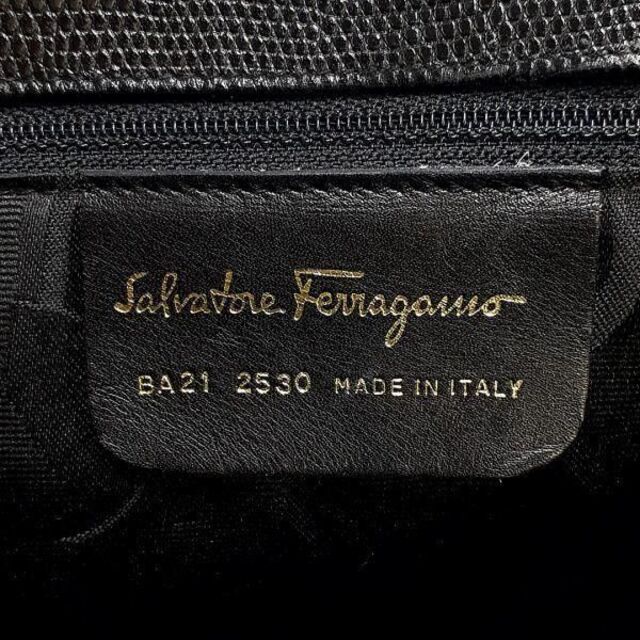 Salvatore Ferragamo
BA21 2530 MADE IN ITALY